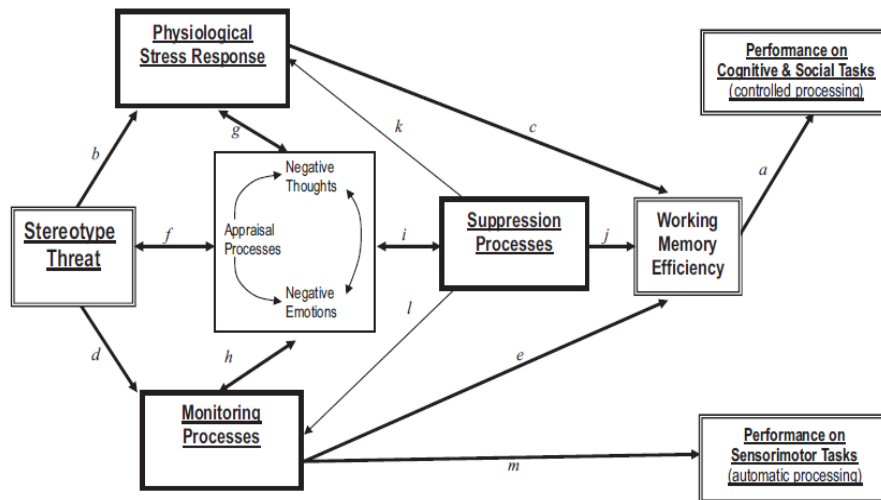 Physiological
Stress Response
Performance on
Cognitive & Social Tasks
(controlled processing)
k
c
b
g
a
Negative
Thoughts
Stereotype
Threat
f
Appraisal
Processes
i
Suppression
Processes
j
Working
Memory
Efficiency
Negative
Emotions
l
d
h
e
Monitoring
Processes
m
Performance on
Sensorimotor Tasks
(automatic processing)